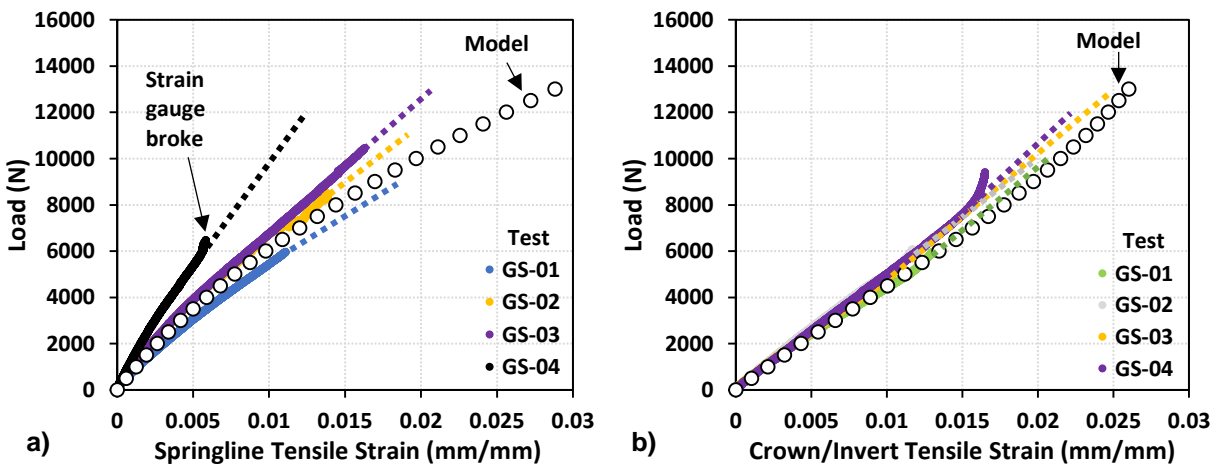 16000
14000
12000
10000
8000
6000
4000
2000
0
Load (N)
Model
Strain
gauge
broke
Test
GS-01
GS-02
GS-03
GS-04
0 0.005 0.01 0.015 0.02 0.025 0.03
a) Springline Tensile Strain (mm/mm)
16000
14000
12000
10000
8000
6000
4000
2000
0
Load (N)
Model
Test
GS-01
GS-02
GS-03
GS-04
0 0.005 0.01 0.015 0.02 0.025 0.03
b) Crown/Invert Tensile Strain (mm/mm)